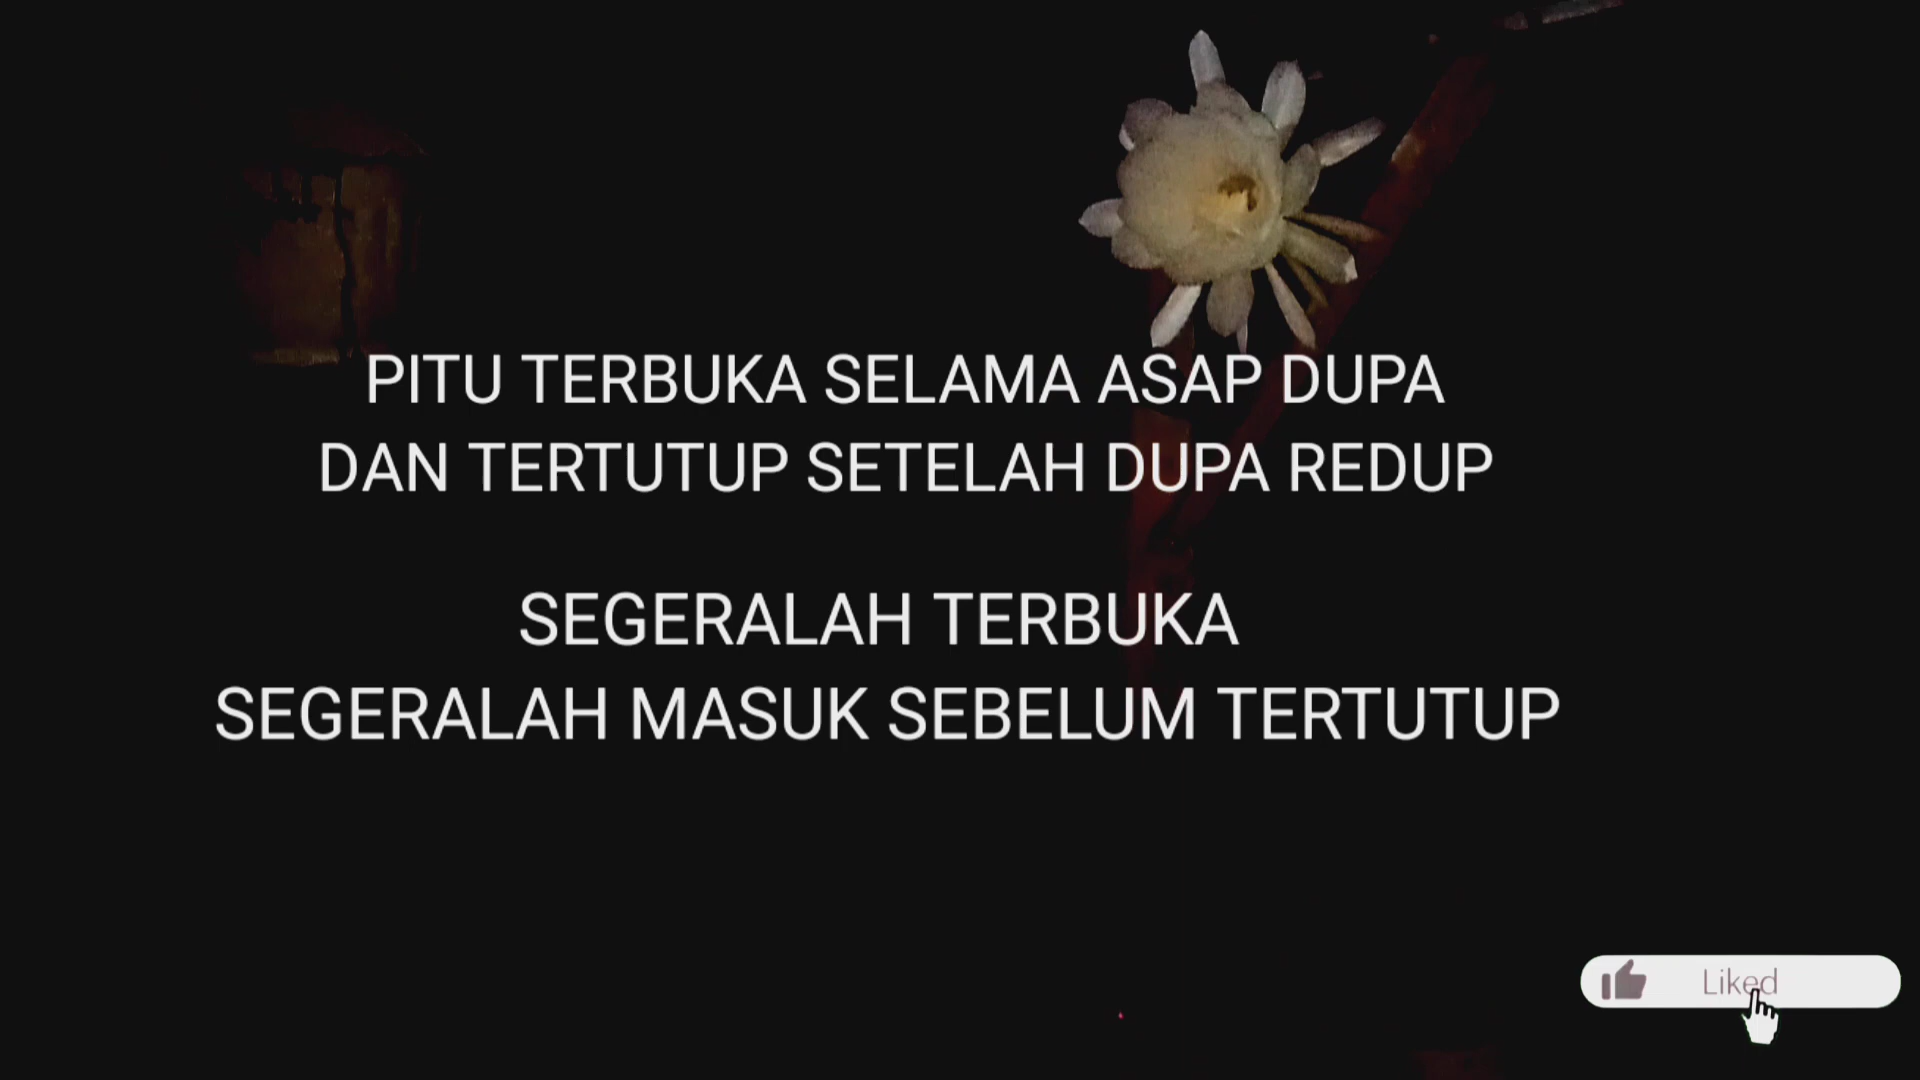 PITU TERBUKA SELAMA ASAP DUPA
DAN TERTUTUP SETELAH DUPA REDUP
SEGERALAH TERBUKA
SEGERALAH MASUK SEBELUM TERTUTUP
Liked